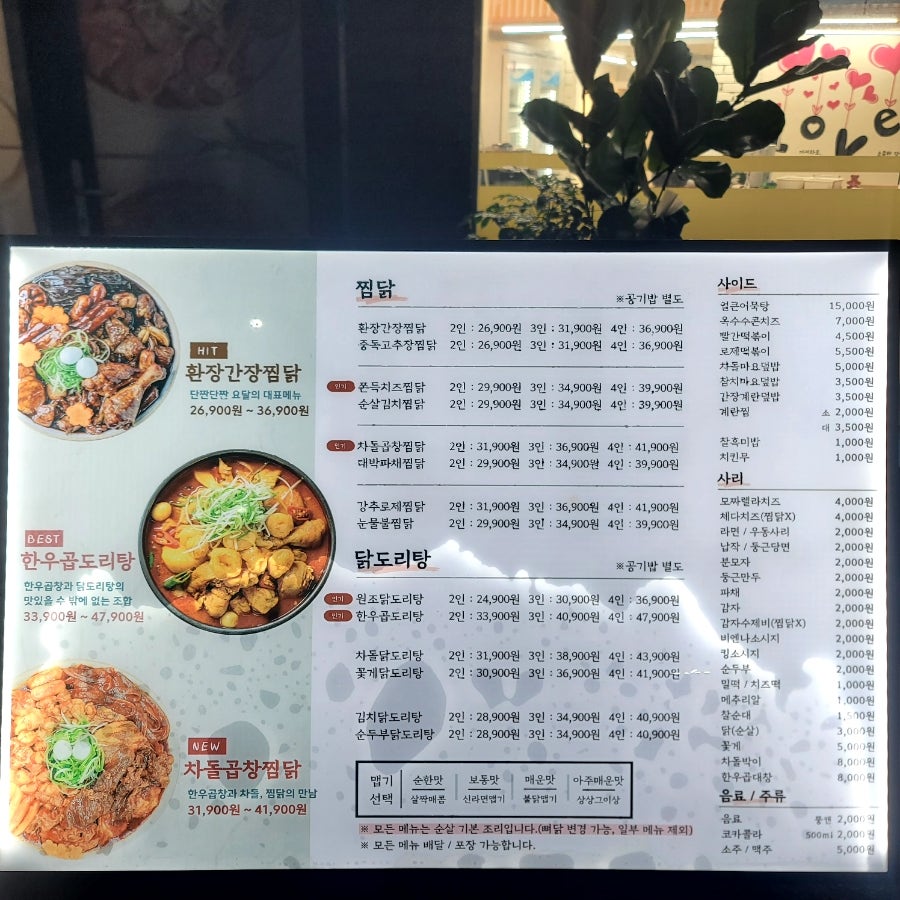 HIT
환장간장찜닭
단짠단짠 요달의 대표메뉴
26,900원 ~ 36,900원
BEST
한우곱도리탕
한우곱창과 닭도리탕의
맛있을 수 밖에 없는 조합
33,900원 ~ 47,900원
NEW
차돌곱창찜닭
한우곱창과 차돌, 찜닭의 만남
31,900원 ~ 41,900원
찜닭
※공기밥 별도
환장간장찜닭 2인 : 26,900원 3인 : 31,900원 4인 : 36,900원
중독고추장찜닭 2인 : 26,900원 3인 : 31,900원 4인 : 36,900원
인기 쫀득치즈찜닭 2인 : 29,900원 3인 : 34,900원 4인 : 39,900원
순살김치찜닭 2인 : 29,900원 3인 : 34,900원 4인 : 39,900원
인기 차돌곱창찜닭 2인 : 31,900원 3인 : 36,900원 4인 : 41,900원
대박파채찜닭 2인 : 29,900원 3인 : 34,900원 4인 : 39,900원
강추로제찜닭 2인 : 31,900원 3인 : 36,900원 4인 : 41,900원
눈물불찜닭 2인 : 29,900원 3인 : 34,900원 4인 : 39,900원
닭도리탕
※공기밥 별도
인기 원조닭도리탕 2인 : 24,900원 3인 : 30,900원 4인 : 36,900원
인기 한우곱도리탕 2인 : 33,900원 3인 : 40,900원 4인 : 47,900원
차돌닭도리탕 2인 : 31,900원 3인 : 38,900원 4인 : 43,900원
꽃게닭도리탕 2인 : 30,900원 3인 : 36,900원 4인 : 41,900원
김치닭도리탕 2인 : 28,900원 3인 : 34,900원 4인 : 40,900원
순두부닭도리탕 2인 : 28,900원 3인 : 34,900원 4인 : 40,900원
맵기 선택
순한맛 보통맛 매운맛 아주매운맛
살짝매콤 신라면맵기 불닭맵기 상상그이상
※ 모든 메뉴는 순살 기본 조리입니다.(뼈닭 변경 가능, 일부 메뉴 제외)
※ 모든 메뉴 배달 / 포장 가능합니다.
사이드
얼큰어묵탕 15,000원
옥수수콘치즈 7,000원
빨간떡볶이 4,500원
로제떡볶이 5,500원
차돌마요덮밥 5,500원
참치마요덮밥 3,500원
간장계란덮밥 3,500원
계란찜 소 2,000원
대 3,500원
찰흑미밥 1,000원
치킨무 1,000원
사리
모짜렐라치즈 4,000원
체다치즈(찜닭X) 4,000원
라면 / 우동사리 2,000원
납작 / 둥근당면 2,000원
분모자 2,000원
둥근만두 2,000원
파채 2,000원
감자 2,000원
감자수제비(찜닭X) 2,000원
비엔나소시지 2,000원
밍소시지 2,000원
순두부 2,000원
밀떡 / 치즈떡 1,000원
메추리알 1,000원
찰순대 1,500원
닭(순살) 3,000원
꽃게 5,000원
차돌박이 8,000원
한우곱대창 8,000원
음료 / 주류
음료 뚱캔 2,000원
코카콜라 500ml 2,000원
소주 / 맥주 5,000원